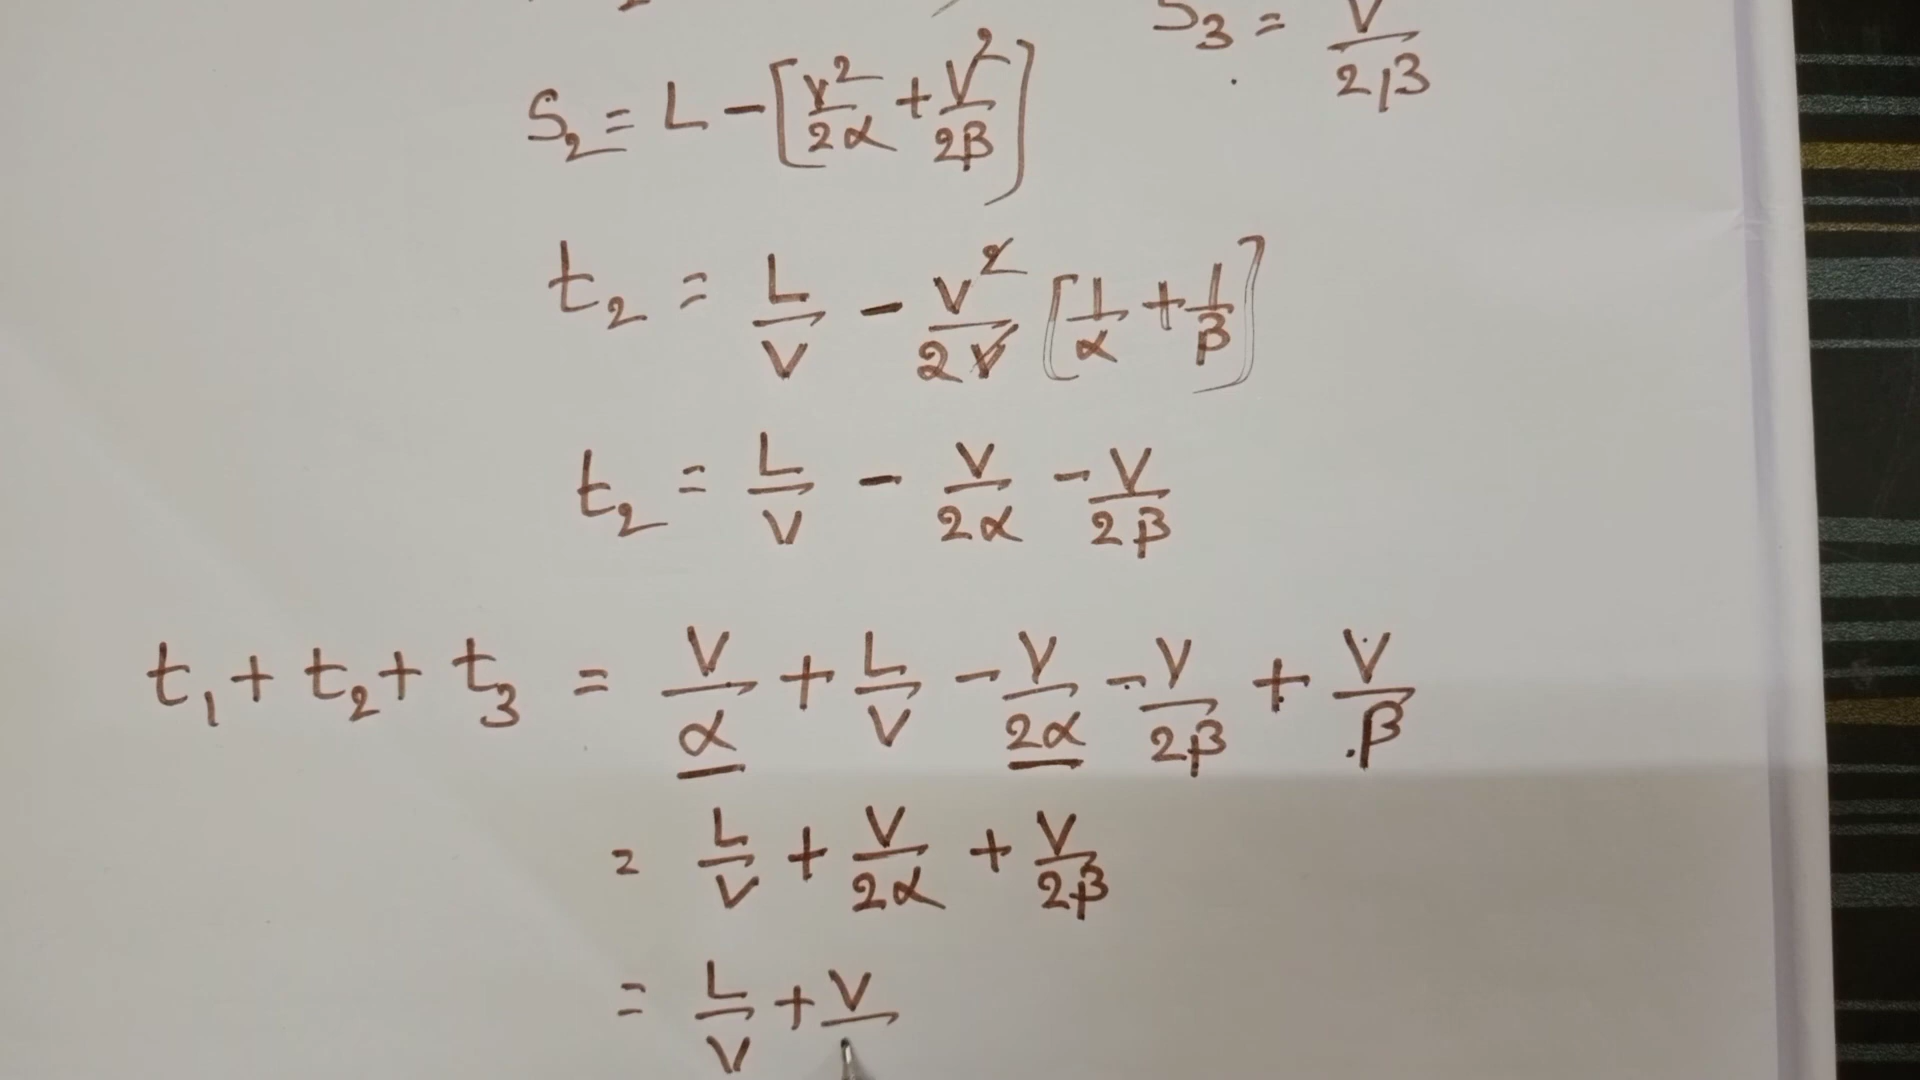 S₃ = V/2β
S₂ = L - [V²/2α + V²/2β]
t₂ = L/V - V²/2V [1/α + 1/β]
t₂ = L/V - V/2α - V/2β
t₁ + t₂ + t₃ = V/α + L/V - V/2α - V/2β + V/β
= L/V + V/2α + V/2β
= L/V + V/